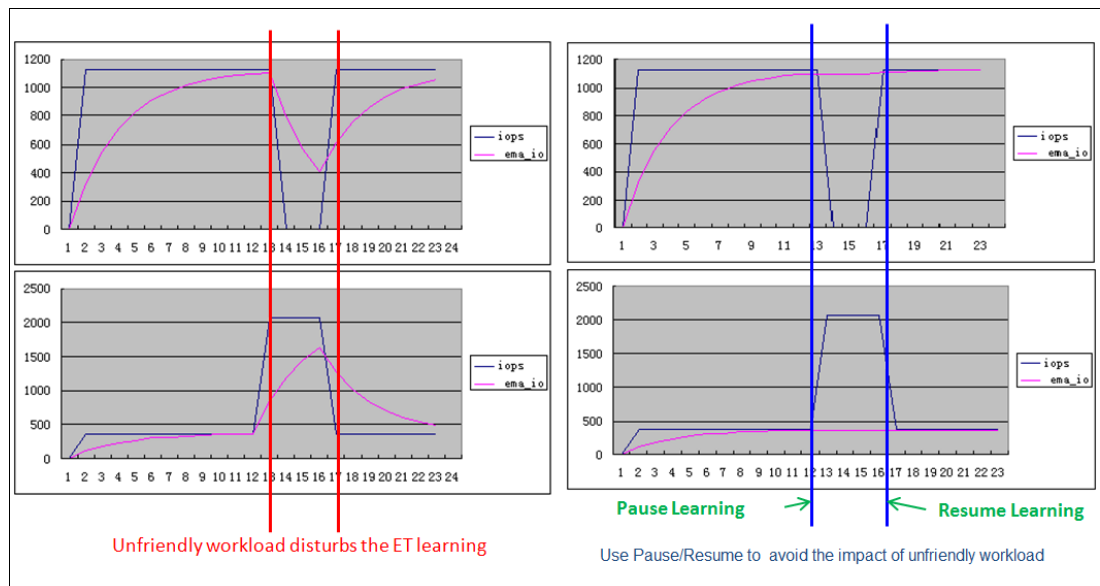 1200
1000
800
600
400
200
0
1 2 3 4 5 6 7 8 9 10 11 12 13 14 15 16 17 18 19 20 21 22 23 24
iops
ema_io
1200
1000
800
600
400
200
0
1 3 5 7 9 11 13 15 17 19 21 23
iops
ema_io
2500
2000
1500
1000
500
0
1 2 3 4 5 6 7 8 9 10 11 12 13 14 15 16 17 18 19 20 21 22 23 24
iops
ema_io
2500
2000
1500
1000
500
0
1 2 3 4 5 6 7 8 9 10 11 12 13 14 15 16 17 18 19 20 21 22 23
iops
ema_io
Pause Learning
Resume Learning
Unfriendly workload disturbs the ET learning
Use Pause/Resume to avoid the impact of unfriendly workload